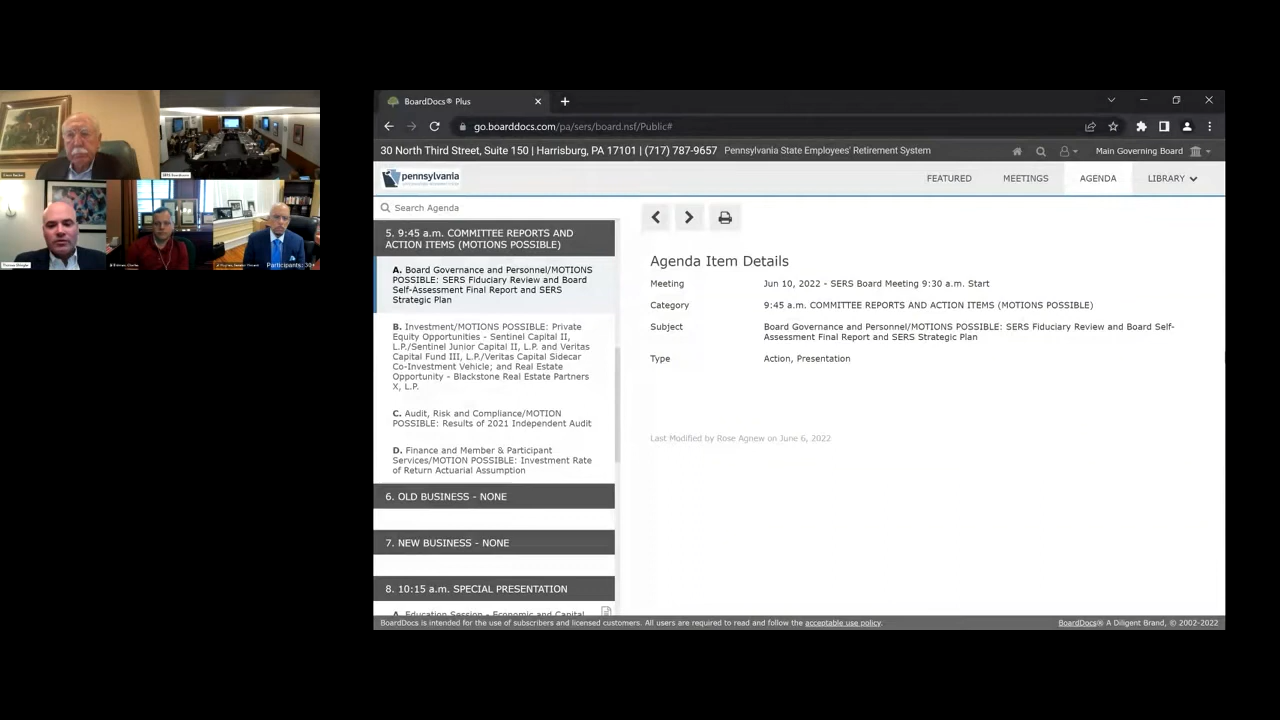 SERS Boardroom
Participants: 30+
BoardDocs® Plus
go.boarddocs.com/pa/sers/board.nsf/Public#
30 North Third Street, Suite 150 | Harrisburg, PA 17101 | (717) 787-9657
Pennsylvania State Employees' Retirement System
Main Governing Board
pennsylvania
FEATURED
MEETINGS
AGENDA
LIBRARY
Search Agenda
5. 9:45 a.m. COMMITTEE REPORTS AND
ACTION ITEMS (MOTIONS POSSIBLE)
A. Board Governance and Personnel/MOTIONS
POSSIBLE: SERS Fiduciary Review and Board
Self-Assessment Final Report and SERS
Strategic Plan
B. Investment/MOTIONS POSSIBLE: Private
Equity Opportunities - Sentinel Capital II,
L.P./Sentinel Junior Capital II, L.P. and Veritas
Capital Fund III, L.P./Veritas Capital Sidecar
Co-Investment Vehicle; and Real Estate
Opportunity - Blackstone Real Estate Partners
X, L.P.
C. Audit, Risk and Compliance/MOTION
POSSIBLE: Results of 2021 Independent Audit
D. Finance and Member & Participant
Services/MOTION POSSIBLE: Investment Rate
of Return Actuarial Assumption
6. OLD BUSINESS - NONE
7. NEW BUSINESS - NONE
8. 10:15 a.m. SPECIAL PRESENTATION
A. Education Session - Economic and Capital
Agenda Item Details
Meeting
Jun 10, 2022 - SERS Board Meeting 9:30 a.m. Start
Category
9:45 a.m. COMMITTEE REPORTS AND ACTION ITEMS (MOTIONS POSSIBLE)
Subject
Board Governance and Personnel/MOTIONS POSSIBLE: SERS Fiduciary Review and Board Self-
Assessment Final Report and SERS Strategic Plan
Type
Action, Presentation
Last Modified by Rose Agnew on June 6, 2022
BoardDocs is intended for the use of subscribers and licensed customers. All users are required to read and follow the acceptable use policy.
BoardDocs® A Diligent Brand, © 2002-2022